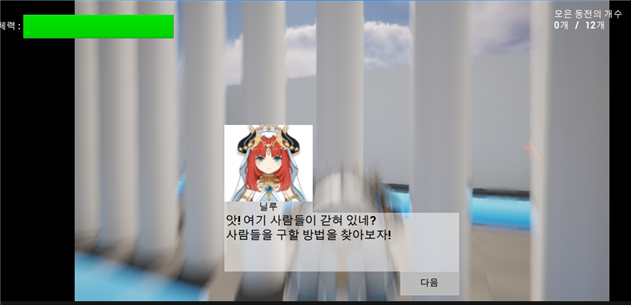 체력 :
모은 동전의 개수
0개 / 12개
닐루
앗! 여기 사람들이 갇혀 있네?
사람들을 구할 방법을 찾아보자!
다음